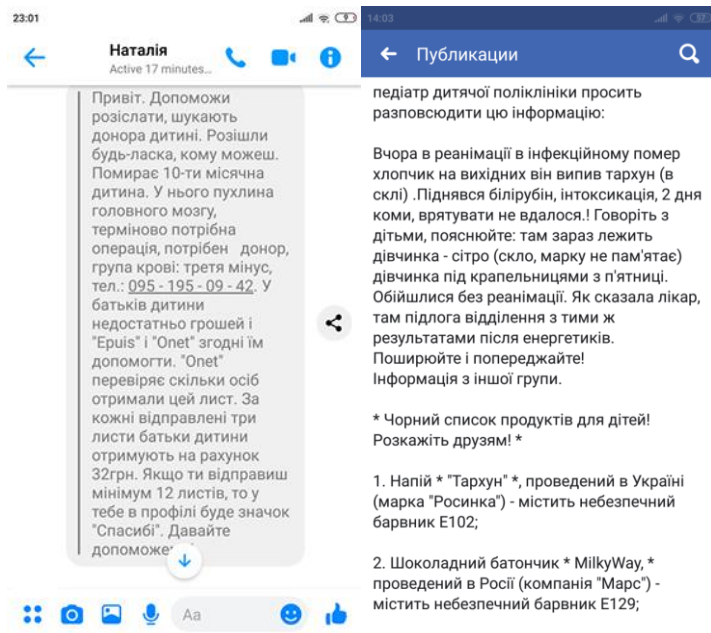 23:01
Наталія
Active 17 minutes...
Привіт. Допоможи
розіслати, шукають
донора дитині. Розішли
будь-ласка, кому можеш.
Помирає 10-ти місячна
дитина. У нього пухлина
головного мозгу,
терміново потрібна
операція, потрібен донор,
група крові: третя мінус,
тел.: 095 - 195 - 09 - 42. У
батьків дитини
недостатньо грошей і
"Epuis" і "Onet" згодні їм
допомогти. "Onet"
перевіряє скільки осіб
отримали цей лист. За
кожні відправлені три
листи батьки дитини
отримують на рахунок
32грн. Якщо ти відправиш
мінімум 12 листів, то у
тебе в профілі буде значок
"Спасибі". Давайте
допоможе
Aa
14:03
Публикации
педіатр дитячої поліклініки просить
разповсюдити цю інформацію:
Вчора в реанімації в інфекційному помер
хлопчик на вихідних він випив тархун (в
склі) .Піднявся білірубін, інтоксикація, 2 дня
коми, врятувати не вдалося.! Говоріть з
дітьми, пояснюйте: там зараз лежить
дівчинка - сітро (скло, марку не пам'ятає)
дівчинка під крапельницями з п'ятниці.
Обійшлися без реанімації. Як сказала лікар,
там підлога відділення з тими ж
результатами після енергетиків.
Поширюйте і попереджайте!
Інформація з іншої групи.
* Чорний список продуктів для дітей!
Розкажіть друзям! *
1. Напій * "Тархун" *, проведений в Україні
(марка "Росинка") - містить небезпечний
барвник Е102;
2. Шоколадний батончик * MilkyWay, *
проведений в Росії (компанія "Марс") -
містить небезпечний барвник Е129;